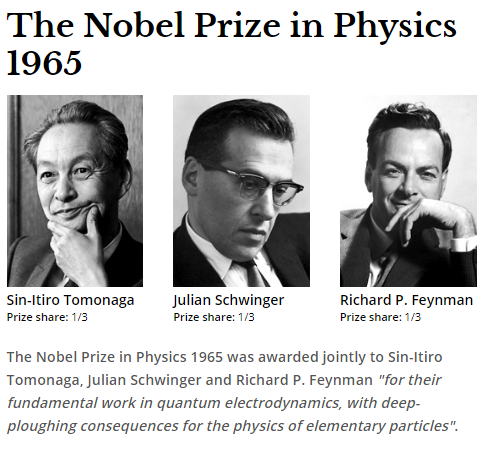 The Nobel Prize in Physics
1965
Sin-Itiro Tomonaga
Prize share: 1/3
Julian Schwinger
Prize share: 1/3
Richard P. Feynman
Prize share: 1/3
The Nobel Prize in Physics 1965 was awarded jointly to Sin-Itiro
Tomonaga, Julian Schwinger and Richard P. Feynman "for their
fundamental work in quantum electrodynamics, with deep-
ploughing consequences for the physics of elementary particles".